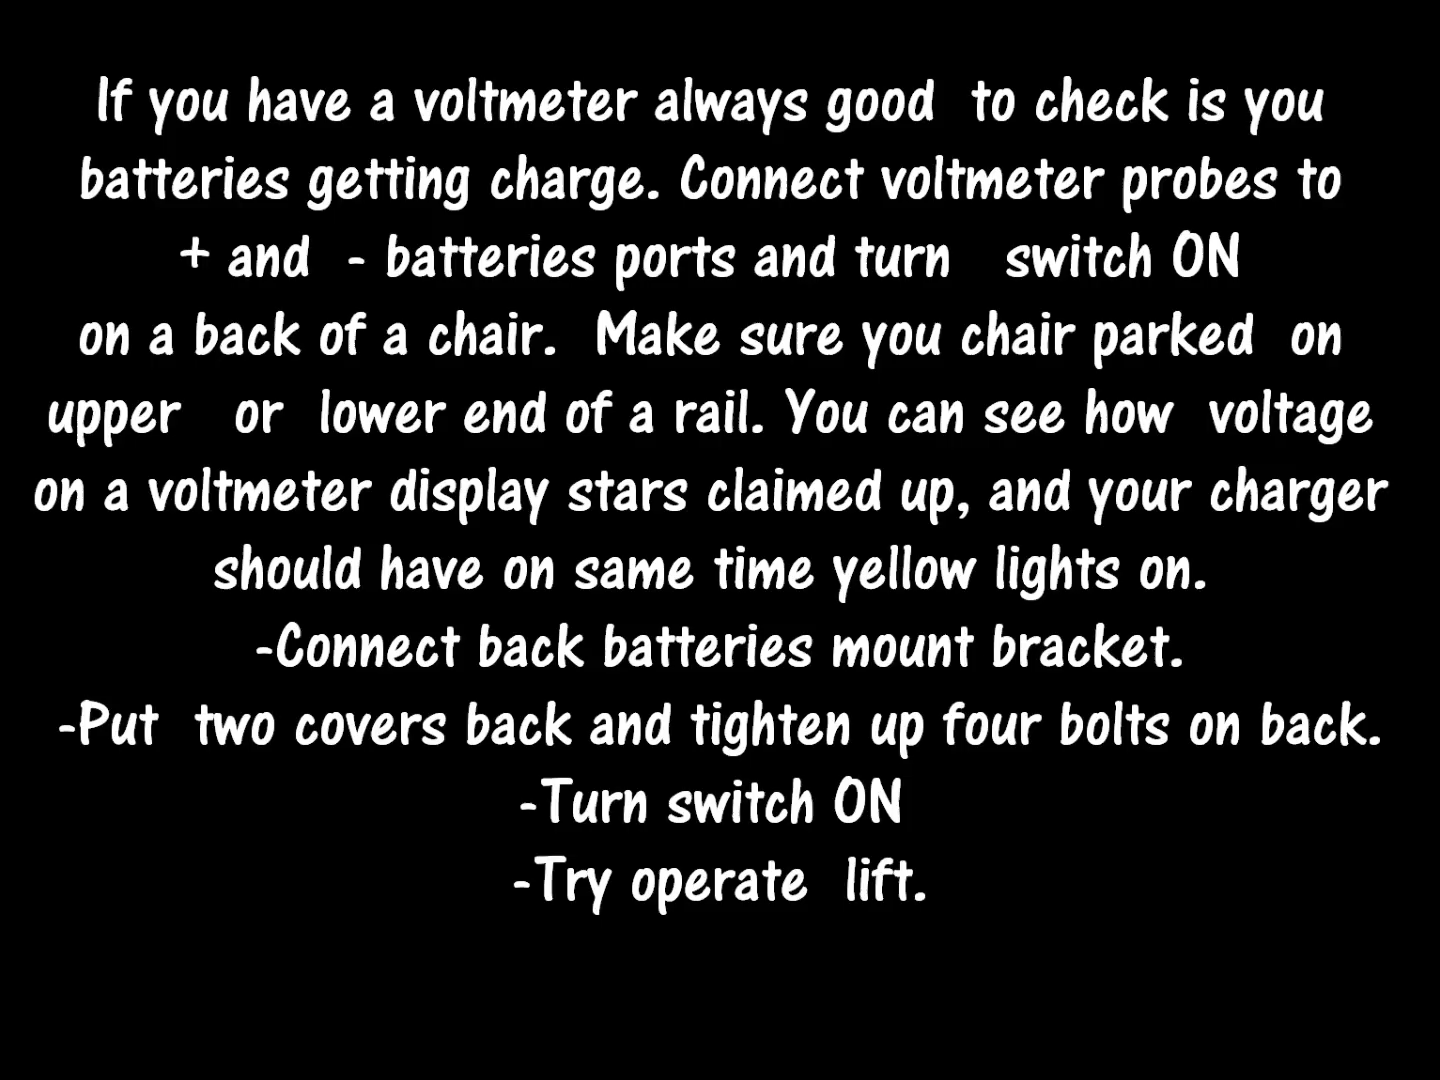 If you have a voltmeter always good to check is you
batteries getting charge. Connect voltmeter probes to
+ and - batteries ports and turn switch ON
on a back of a chair. Make sure you chair parked on
upper or lower end of a rail. You can see how voltage
on a voltmeter display stars claimed up, and your charger
should have on same time yellow lights on.
-Connect back batteries mount bracket.
-Put two covers back and tighten up four bolts on back.
-Turn switch ON
-Try operate lift.